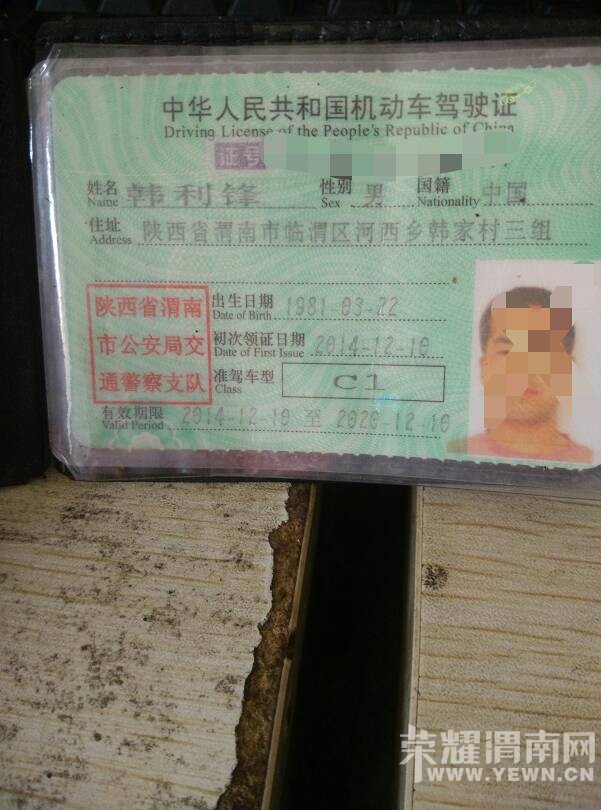 中华人民共和国机动车驾驶证
Driving License of the People's Republic of China
证号
姓名 韩利锋 性别 男 国籍 中国
Name Sex Nationality
住址 陕西省渭南市临渭区河西乡韩家村三组
Address
陕西省渭南
市公安局交
通警察支队
出生日期 1981-03-22
Date of Birth
初次领证日期 2014-12-10
Date of First Issue
准驾车型 C1
Class
有效期限 2014-12-10 至 2020-12-10
Valid Period
荣耀渭南网
WWW.YEWN.CN